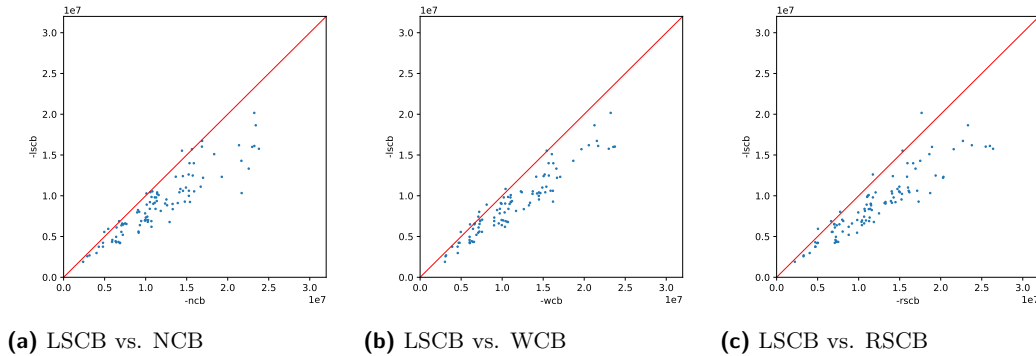 1e7 1e7 1e7
3.0 3.0 3.0
2.5 2.5 2.5
2.0 2.0 2.0
-lscb -lscb -lscb
1.5 1.5 1.5
1.0 1.0 1.0
0.5 0.5 0.5
0.0 0.0 0.0
0.0 0.5 1.0 1.5 2.0 2.5 3.0 0.0 0.5 1.0 1.5 2.0 2.5 3.0 0.0 0.5 1.0 1.5 2.0 2.5 3.0
-ncb 1e7 -wcb 1e7 -rscb 1e7
(a) LSCB vs. NCB (b) LSCB vs. WCB (c) LSCB vs. RSCB